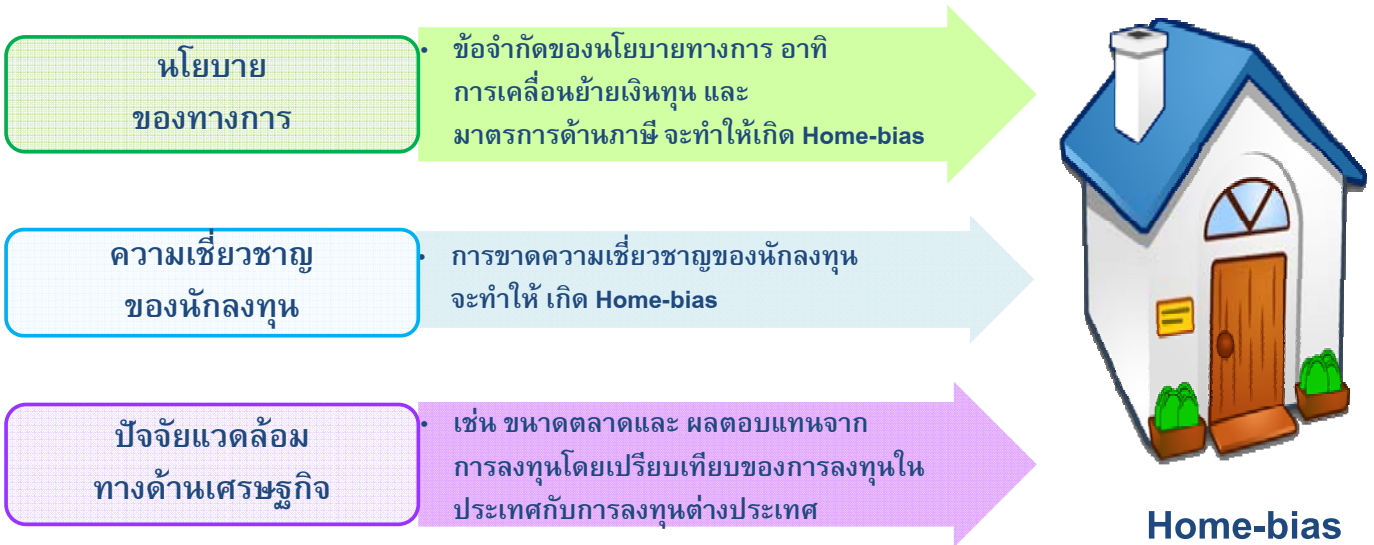 นโยบาย
ของทางการ
• ข้อจำกัดของนโยบายทางการ อาทิ
การเคลื่อนย้ายเงินทุน และ
มาตรการด้านภาษี จะทำให้เกิด Home-bias
ความเชี่ยวชาญ
ของนักลงทุน
• การขาดความเชี่ยวชาญของนักลงทุน
จะทำให้ เกิด Home-bias
ปัจจัยแวดล้อม
ทางด้านเศรษฐกิจ
• เช่น ขนาดตลาดและ ผลตอบแทนจาก
การลงทุนโดยเปรียบเทียบของการลงทุนใน
ประเทศกับการลงทุนต่างประเทศ
Home-bias